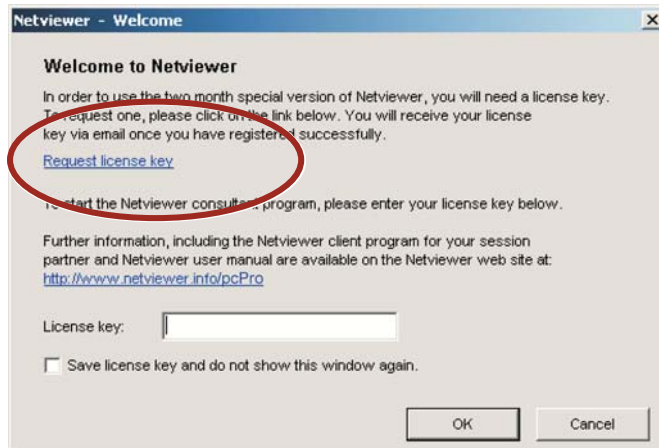 Netviewer - Welcome
Welcome to Netviewer
In order to use the two month special version of Netviewer, you will need a license key.
To request one, please click on the link below. You will receive your license
key via email once you have registered successfully.
Request license key
To start the Netviewer consultant program, please enter your license key below.
Further information, including the Netviewer client program for your session
partner and Netviewer user manual are available on the Netviewer web site at:
http://www.netviewer.info/pcPro
License key:
Save license key and do not show this window again.
OK Cancel